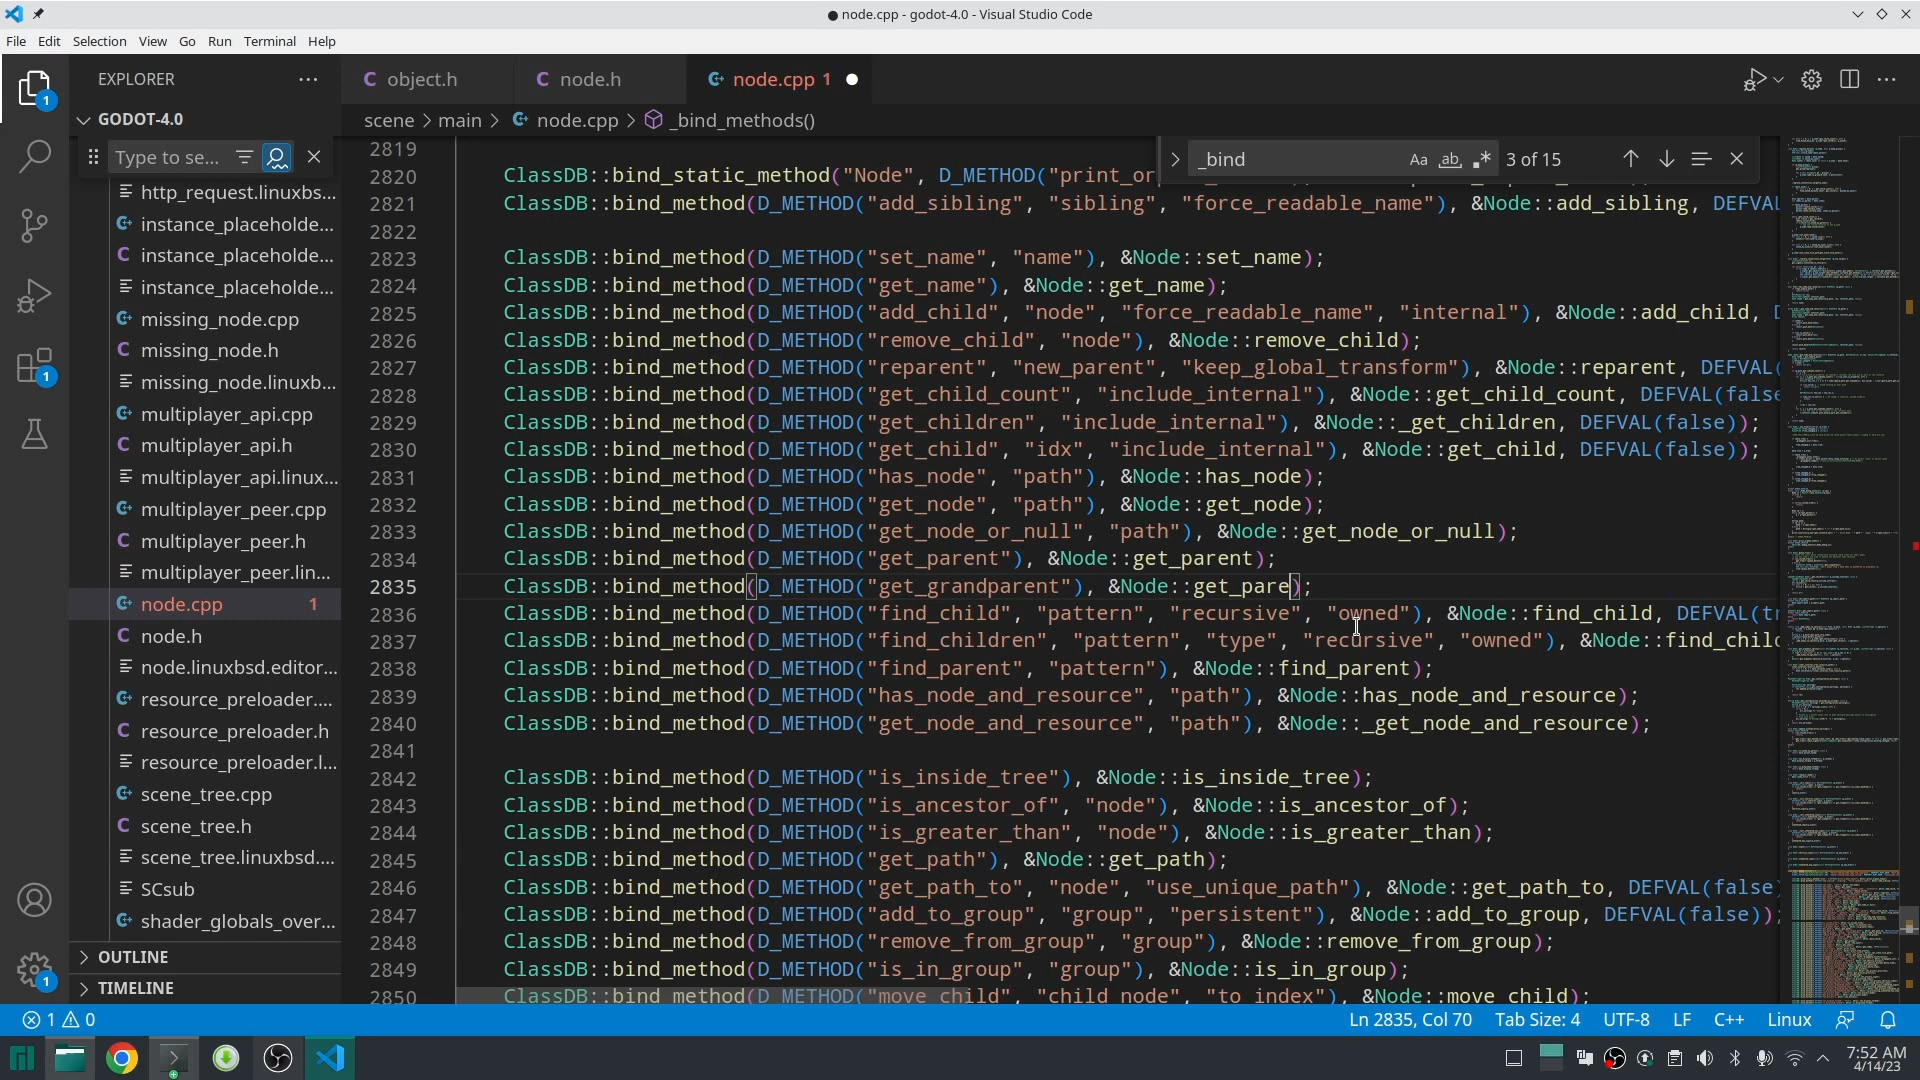 node.cpp - godot-4.0 - Visual Studio Code
File Edit Selection View Go Run Terminal Help
EXPLORER
object.h
node.h
node.cpp 1
GODOT-4.0
scene > main > node.cpp > _bind_methods()
Type to se...
_bind
Aa ab .* 3 of 15
http_request.linuxbs...
instance_placeholde...
instance_placeholde...
instance_placeholde...
missing_node.cpp
missing_node.h
missing_node.linuxb...
multiplayer_api.cpp
multiplayer_api.h
multiplayer_api.linux...
multiplayer_peer.cpp
multiplayer_peer.h
multiplayer_peer.lin...
node.cpp 1
node.h
node.linuxbsd.editor...
resource_preloader....
resource_preloader.h
resource_preloader.l...
scene_tree.cpp
scene_tree.h
scene_tree.linuxbsd....
SCsub
shader_globals_over...
OUTLINE
TIMELINE
2819
2820 ClassDB::bind_static_method("Node", D_METHOD("print_or
2821 ClassDB::bind_method(D_METHOD("add_sibling", "sibling", "force_readable_name"), &Node::add_sibling, DEFVAL
2822
2823 ClassDB::bind_method(D_METHOD("set_name", "name"), &Node::set_name);
2824 ClassDB::bind_method(D_METHOD("get_name"), &Node::get_name);
2825 ClassDB::bind_method(D_METHOD("add_child", "node", "force_readable_name", "internal"), &Node::add_child, D
2826 ClassDB::bind_method(D_METHOD("remove_child", "node"), &Node::remove_child);
2827 ClassDB::bind_method(D_METHOD("reparent", "new_parent", "keep_global_transform"), &Node::reparent, DEFVAL(
2828 ClassDB::bind_method(D_METHOD("get_child_count", "include_internal"), &Node::get_child_count, DEFVAL(false
2829 ClassDB::bind_method(D_METHOD("get_children", "include_internal"), &Node::_get_children, DEFVAL(false));
2830 ClassDB::bind_method(D_METHOD("get_child", "idx", "include_internal"), &Node::get_child, DEFVAL(false));
2831 ClassDB::bind_method(D_METHOD("has_node", "path"), &Node::has_node);
2832 ClassDB::bind_method(D_METHOD("get_node", "path"), &Node::get_node);
2833 ClassDB::bind_method(D_METHOD("get_node_or_null", "path"), &Node::get_node_or_null);
2834 ClassDB::bind_method(D_METHOD("get_parent"), &Node::get_parent);
2835 ClassDB::bind_method(D_METHOD("get_grandparent"), &Node::get_pare);
2836 ClassDB::bind_method(D_METHOD("find_child", "pattern", "recursive", "owned"), &Node::find_child, DEFVAL(tr
2837 ClassDB::bind_method(D_METHOD("find_children", "pattern", "type", "recursive", "owned"), &Node::find_child
2838 ClassDB::bind_method(D_METHOD("find_parent", "pattern"), &Node::find_parent);
2839 ClassDB::bind_method(D_METHOD("has_node_and_resource", "path"), &Node::has_node_and_resource);
2840 ClassDB::bind_method(D_METHOD("get_node_and_resource", "path"), &Node::_get_node_and_resource);
2841
2842 ClassDB::bind_method(D_METHOD("is_inside_tree"), &Node::is_inside_tree);
2843 ClassDB::bind_method(D_METHOD("is_ancestor_of", "node"), &Node::is_ancestor_of);
2844 ClassDB::bind_method(D_METHOD("is_greater_than", "node"), &Node::is_greater_than);
2845 ClassDB::bind_method(D_METHOD("get_path"), &Node::get_path);
2846 ClassDB::bind_method(D_METHOD("get_path_to", "node", "use_unique_path"), &Node::get_path_to, DEFVAL(false)
2847 ClassDB::bind_method(D_METHOD("add_to_group", "group", "persistent"), &Node::add_to_group, DEFVAL(false));
2848 ClassDB::bind_method(D_METHOD("remove_from_group", "group"), &Node::remove_from_group);
2849 ClassDB::bind_method(D_METHOD("is_in_group", "group"), &Node::is_in_group);
2850 ClassDB::bind_method(D_METHOD("move_child", "child_node", "to_index"), &Node::move_child);
1 0
Ln 2835, Col 70 Tab Size: 4 UTF-8 LF C++ Linux
7:52 AM
4/14/23